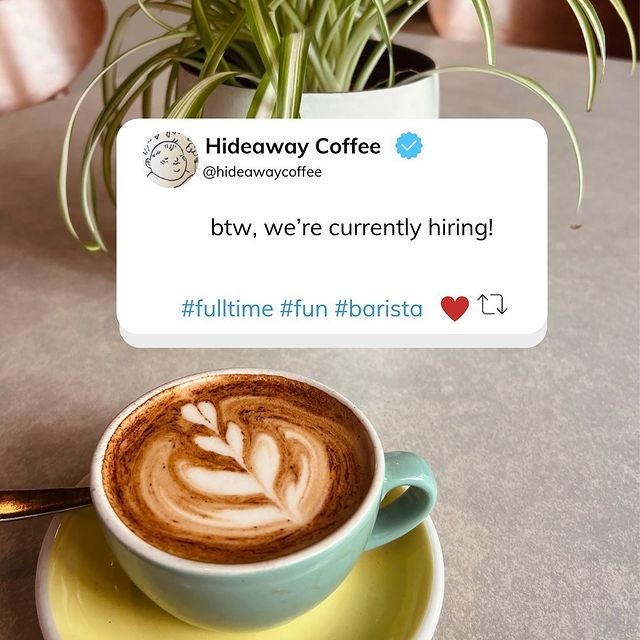 Hideaway Coffee
@hideawaycoffee
btw, we’re currently hiring!
#fulltime #fun #barista